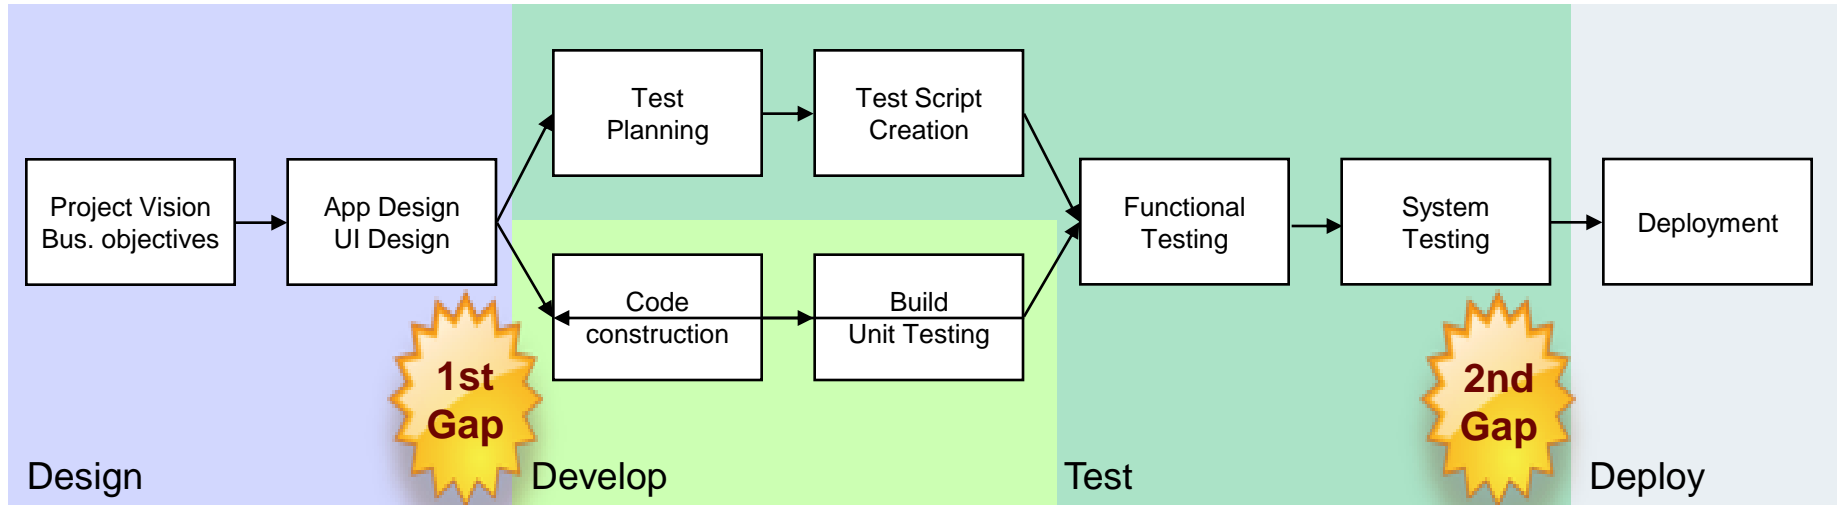 Project Vision
Bus. objectives
App Design
UI Design
Test
Planning
Test Script
Creation
Code
construction
Build
Unit Testing
Functional
Testing
System
Testing
Deployment
1st
Gap
2nd
Gap
Design
Develop
Test
Deploy